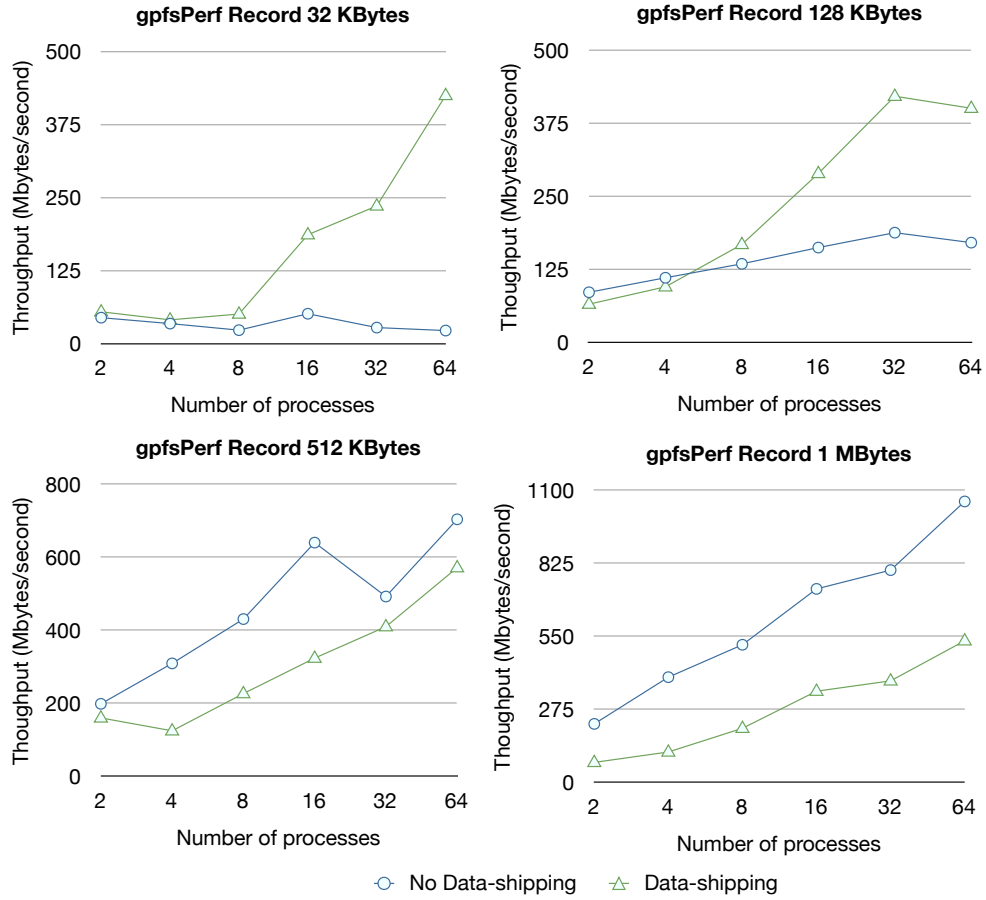 gpfsPerf Record 32 KBytes
Throughput (Mbytes/second)
500
375
250
125
0
2 4 8 16 32 64
Number of processes
gpfsPerf Record 128 KBytes
Thoughput (Mbytes/second)
500
375
250
125
0
2 4 8 16 32 64
Number of processes
gpfsPerf Record 512 KBytes
Thoughput (Mbytes/second)
800
600
400
200
0
2 4 8 16 32 64
Number of processes
gpfsPerf Record 1 MBytes
Thoughput (Mbytes/second)
1100
825
550
275
0
2 4 8 16 32 64
Number of processes
No Data-shipping Data-shipping